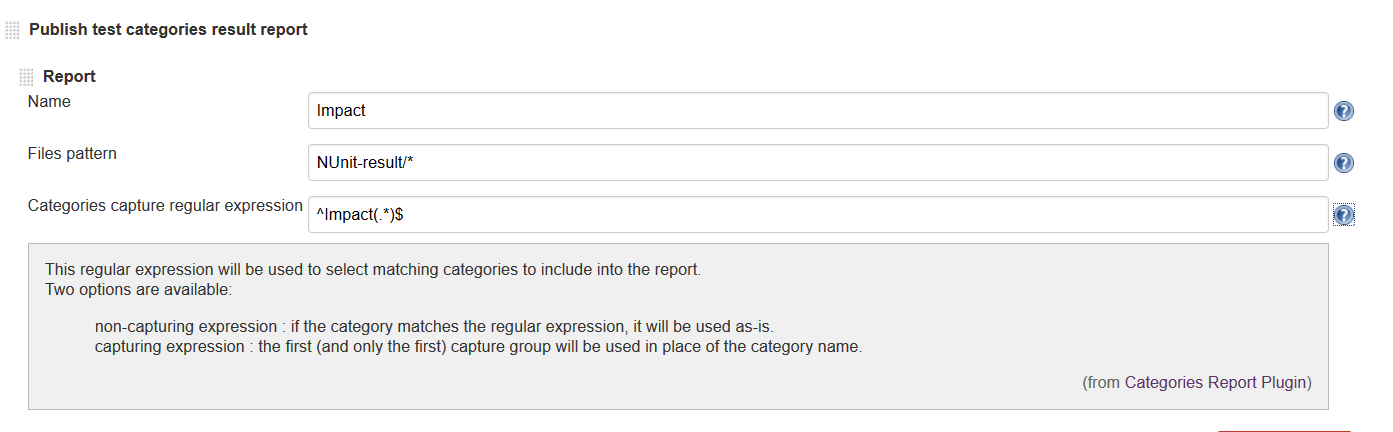 Publish test categories result report
Report
Name
Impact
Files pattern
NUnit-result/*
Categories capture regular expression
^Impact(.*)$
This regular expression will be used to select matching categories to include into the report.
Two options are available:
non-capturing expression : if the category matches the regular expression, it will be used as-is.
capturing expression : the first (and only the first) capture group will be used in place of the category name.
(from Categories Report Plugin)